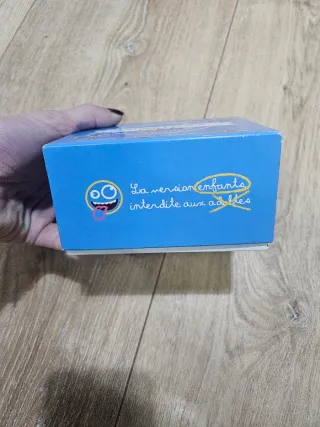 La version enfants
interdite aux adultes